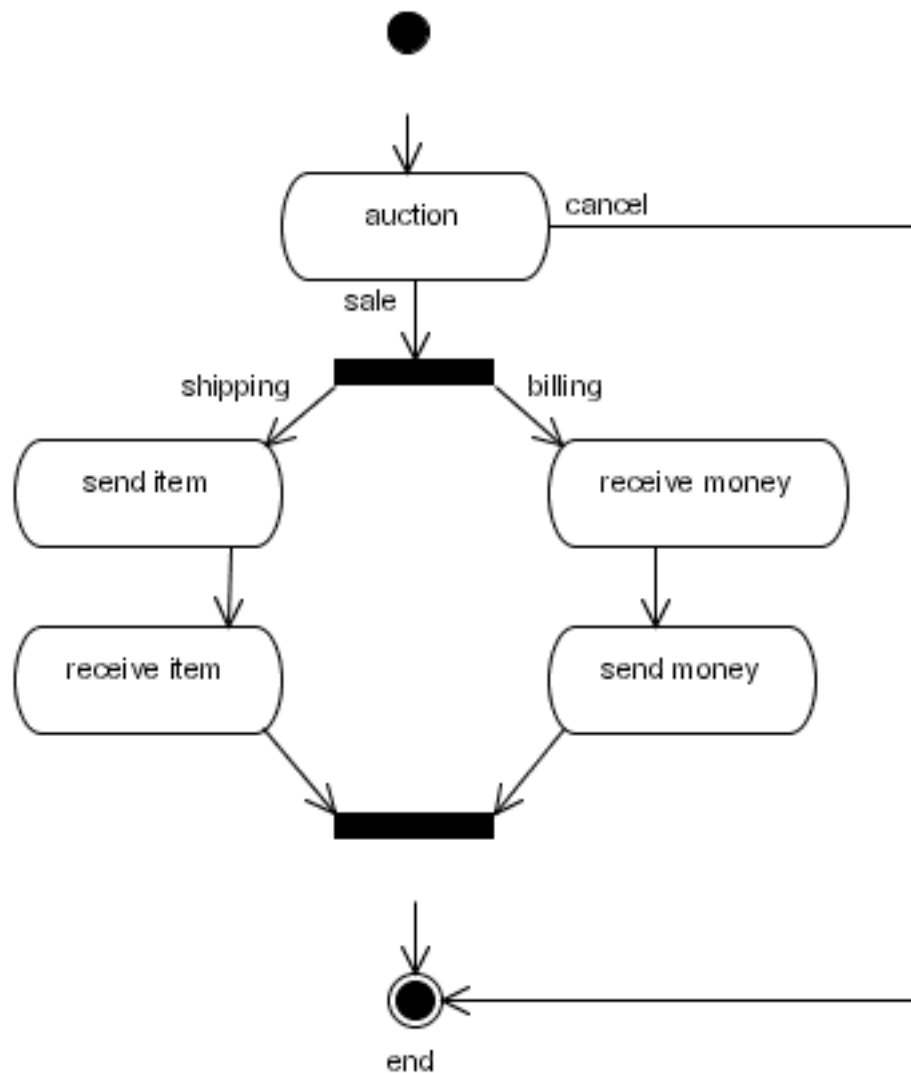 auction
cancel
sale
shipping
billing
send item
receive money
receive item
send money
end